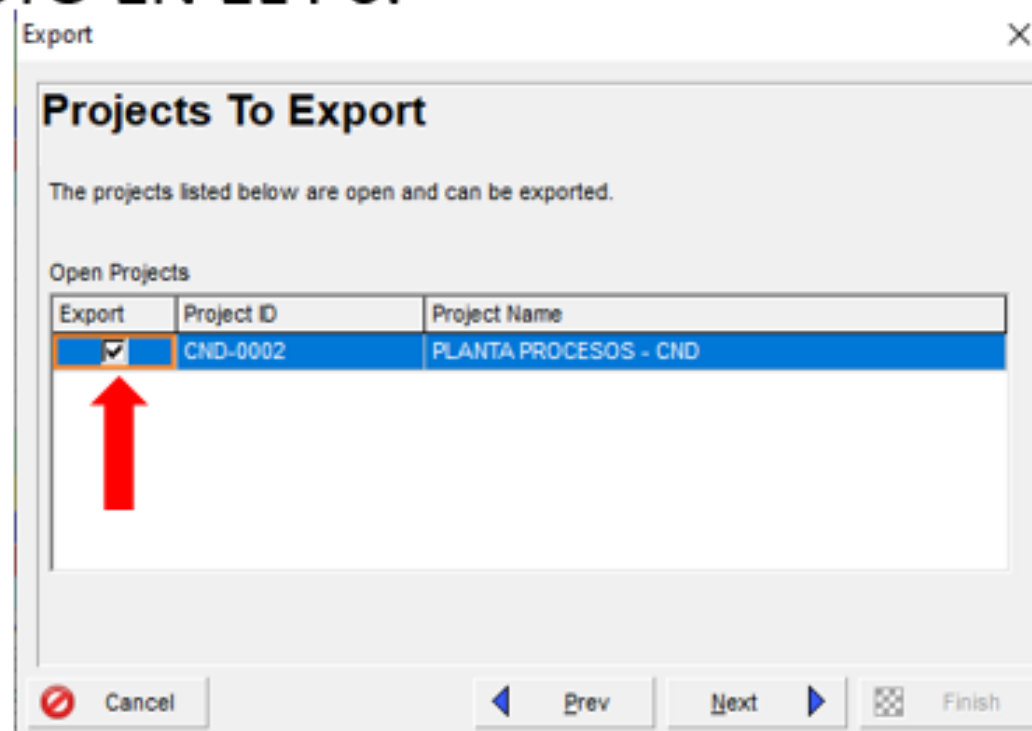 Export
Projects To Export
The projects listed below are open and can be exported.
Open Projects
Export Project ID Project Name
CND-0002 PLANTA PROCESOS - CND
Cancel Prev Next Finish